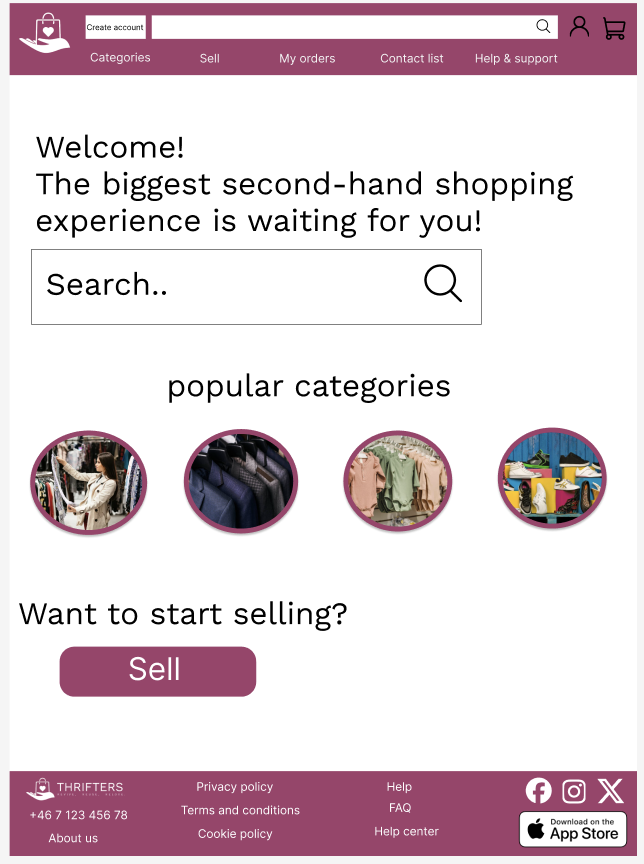 Create account
Categories
Sell
My orders
Contact list
Help & support
Welcome!
The biggest second-hand shopping
experience is waiting for you!
Search..
popular categories
Want to start selling?
Sell
THRIFTERS
+46 7 123 456 78
About us
Privacy policy
Terms and conditions
Cookie policy
Help
FAQ
Help center
Download on the
App Store